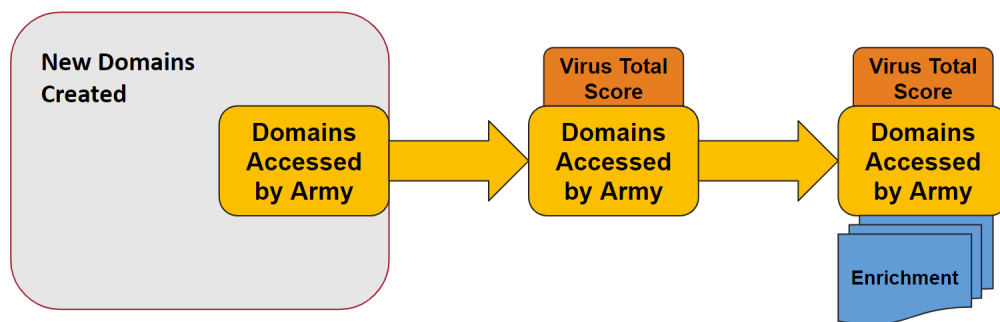 New Domains
Created
Domains
Accessed
by Army
Virus Total
Score
Domains
Accessed
by Army
Virus Total
Score
Domains
Accessed
by Army
Enrichment